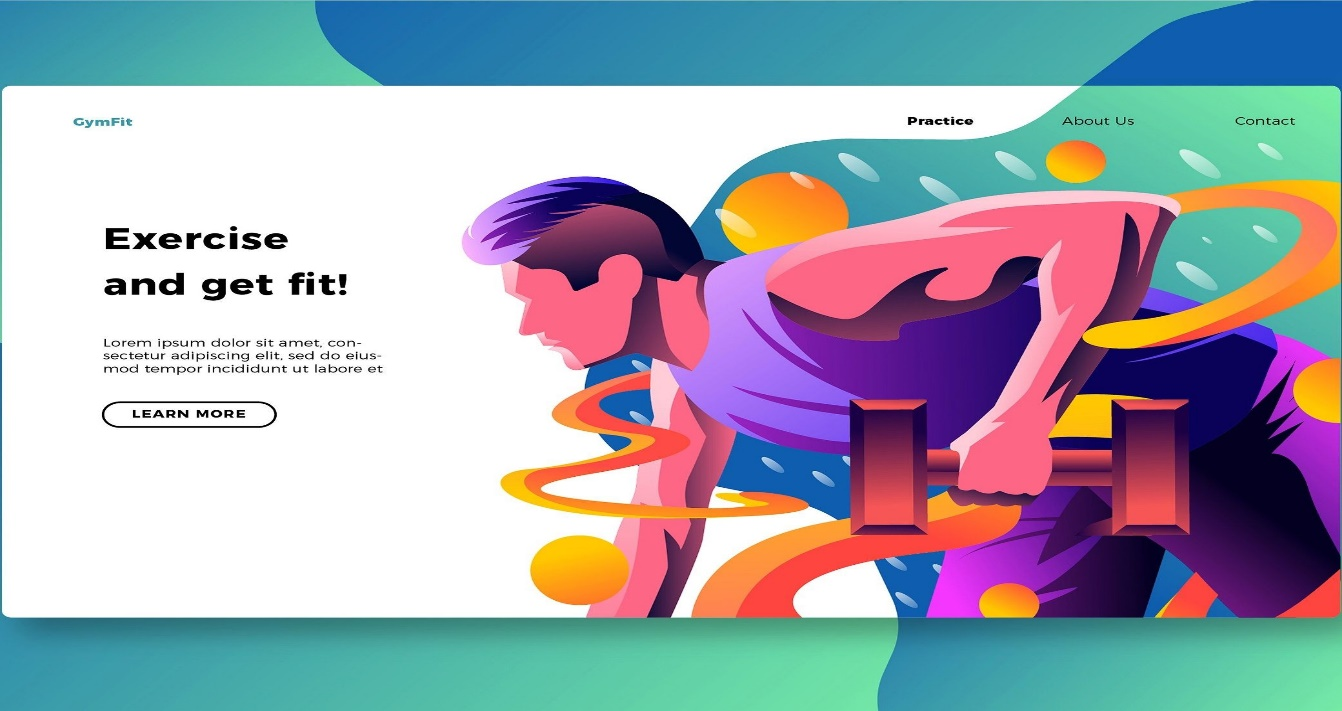 GymFit
Practice
About Us
Contact
Exercise
and get fit!
Lorem ipsum dolor sit amet, con-
sectetur adipiscing elit, sed do eius-
mod tempor incididunt ut labore et
LEARN MORE